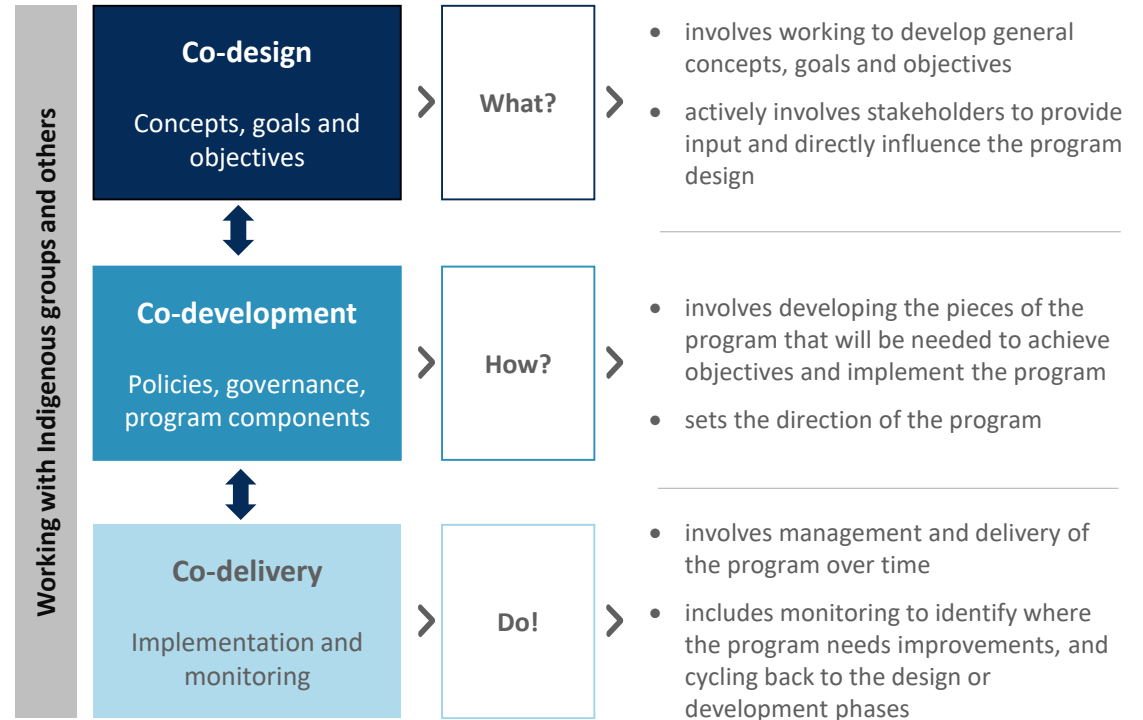 Working with Indigenous groups and others
Co-design
Concepts, goals and
objectives
What?
• involves working to develop general
concepts, goals and objectives
• actively involves stakeholders to provide
input and directly influence the program
design
Co-development
Policies, governance,
program components
How?
• involves developing the pieces of the
program that will be needed to achieve
objectives and implement the program
• sets the direction of the program
Co-delivery
Implementation and
monitoring
Do!
• involves management and delivery of
the program over time
• includes monitoring to identify where
the program needs improvements, and
cycling back to the design or
development phases